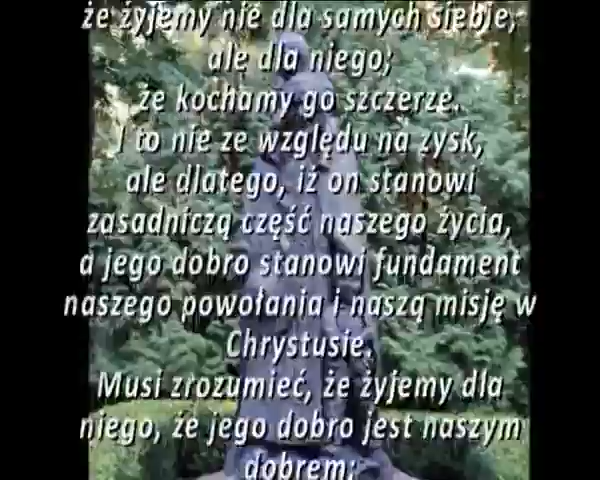 że żyjemy nie dla samych siebie,
ale dla niego;
że kochamy go szczerze.
I to nie ze względu na zysk,
ale dlatego, iż on stanowi
zasadniczą część naszego życia,
a jego dobro stanowi fundament
naszego powołania i naszą misję w
Chrystusie.
Musi zrozumieć, że żyjemy dla
niego, że jego dobro jest naszym
dobrem;